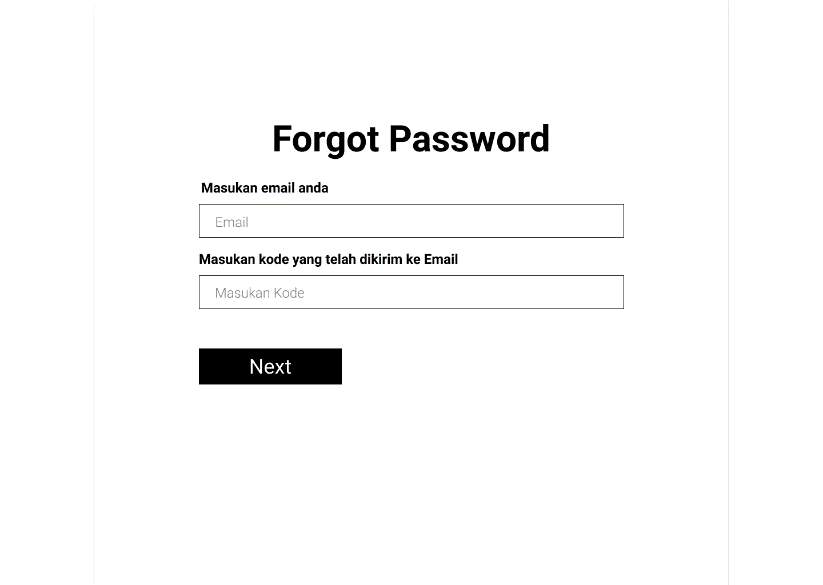 Forgot Password
Masukan email anda
Email
Masukan kode yang telah dikirim ke Email
Masukan Kode
Next